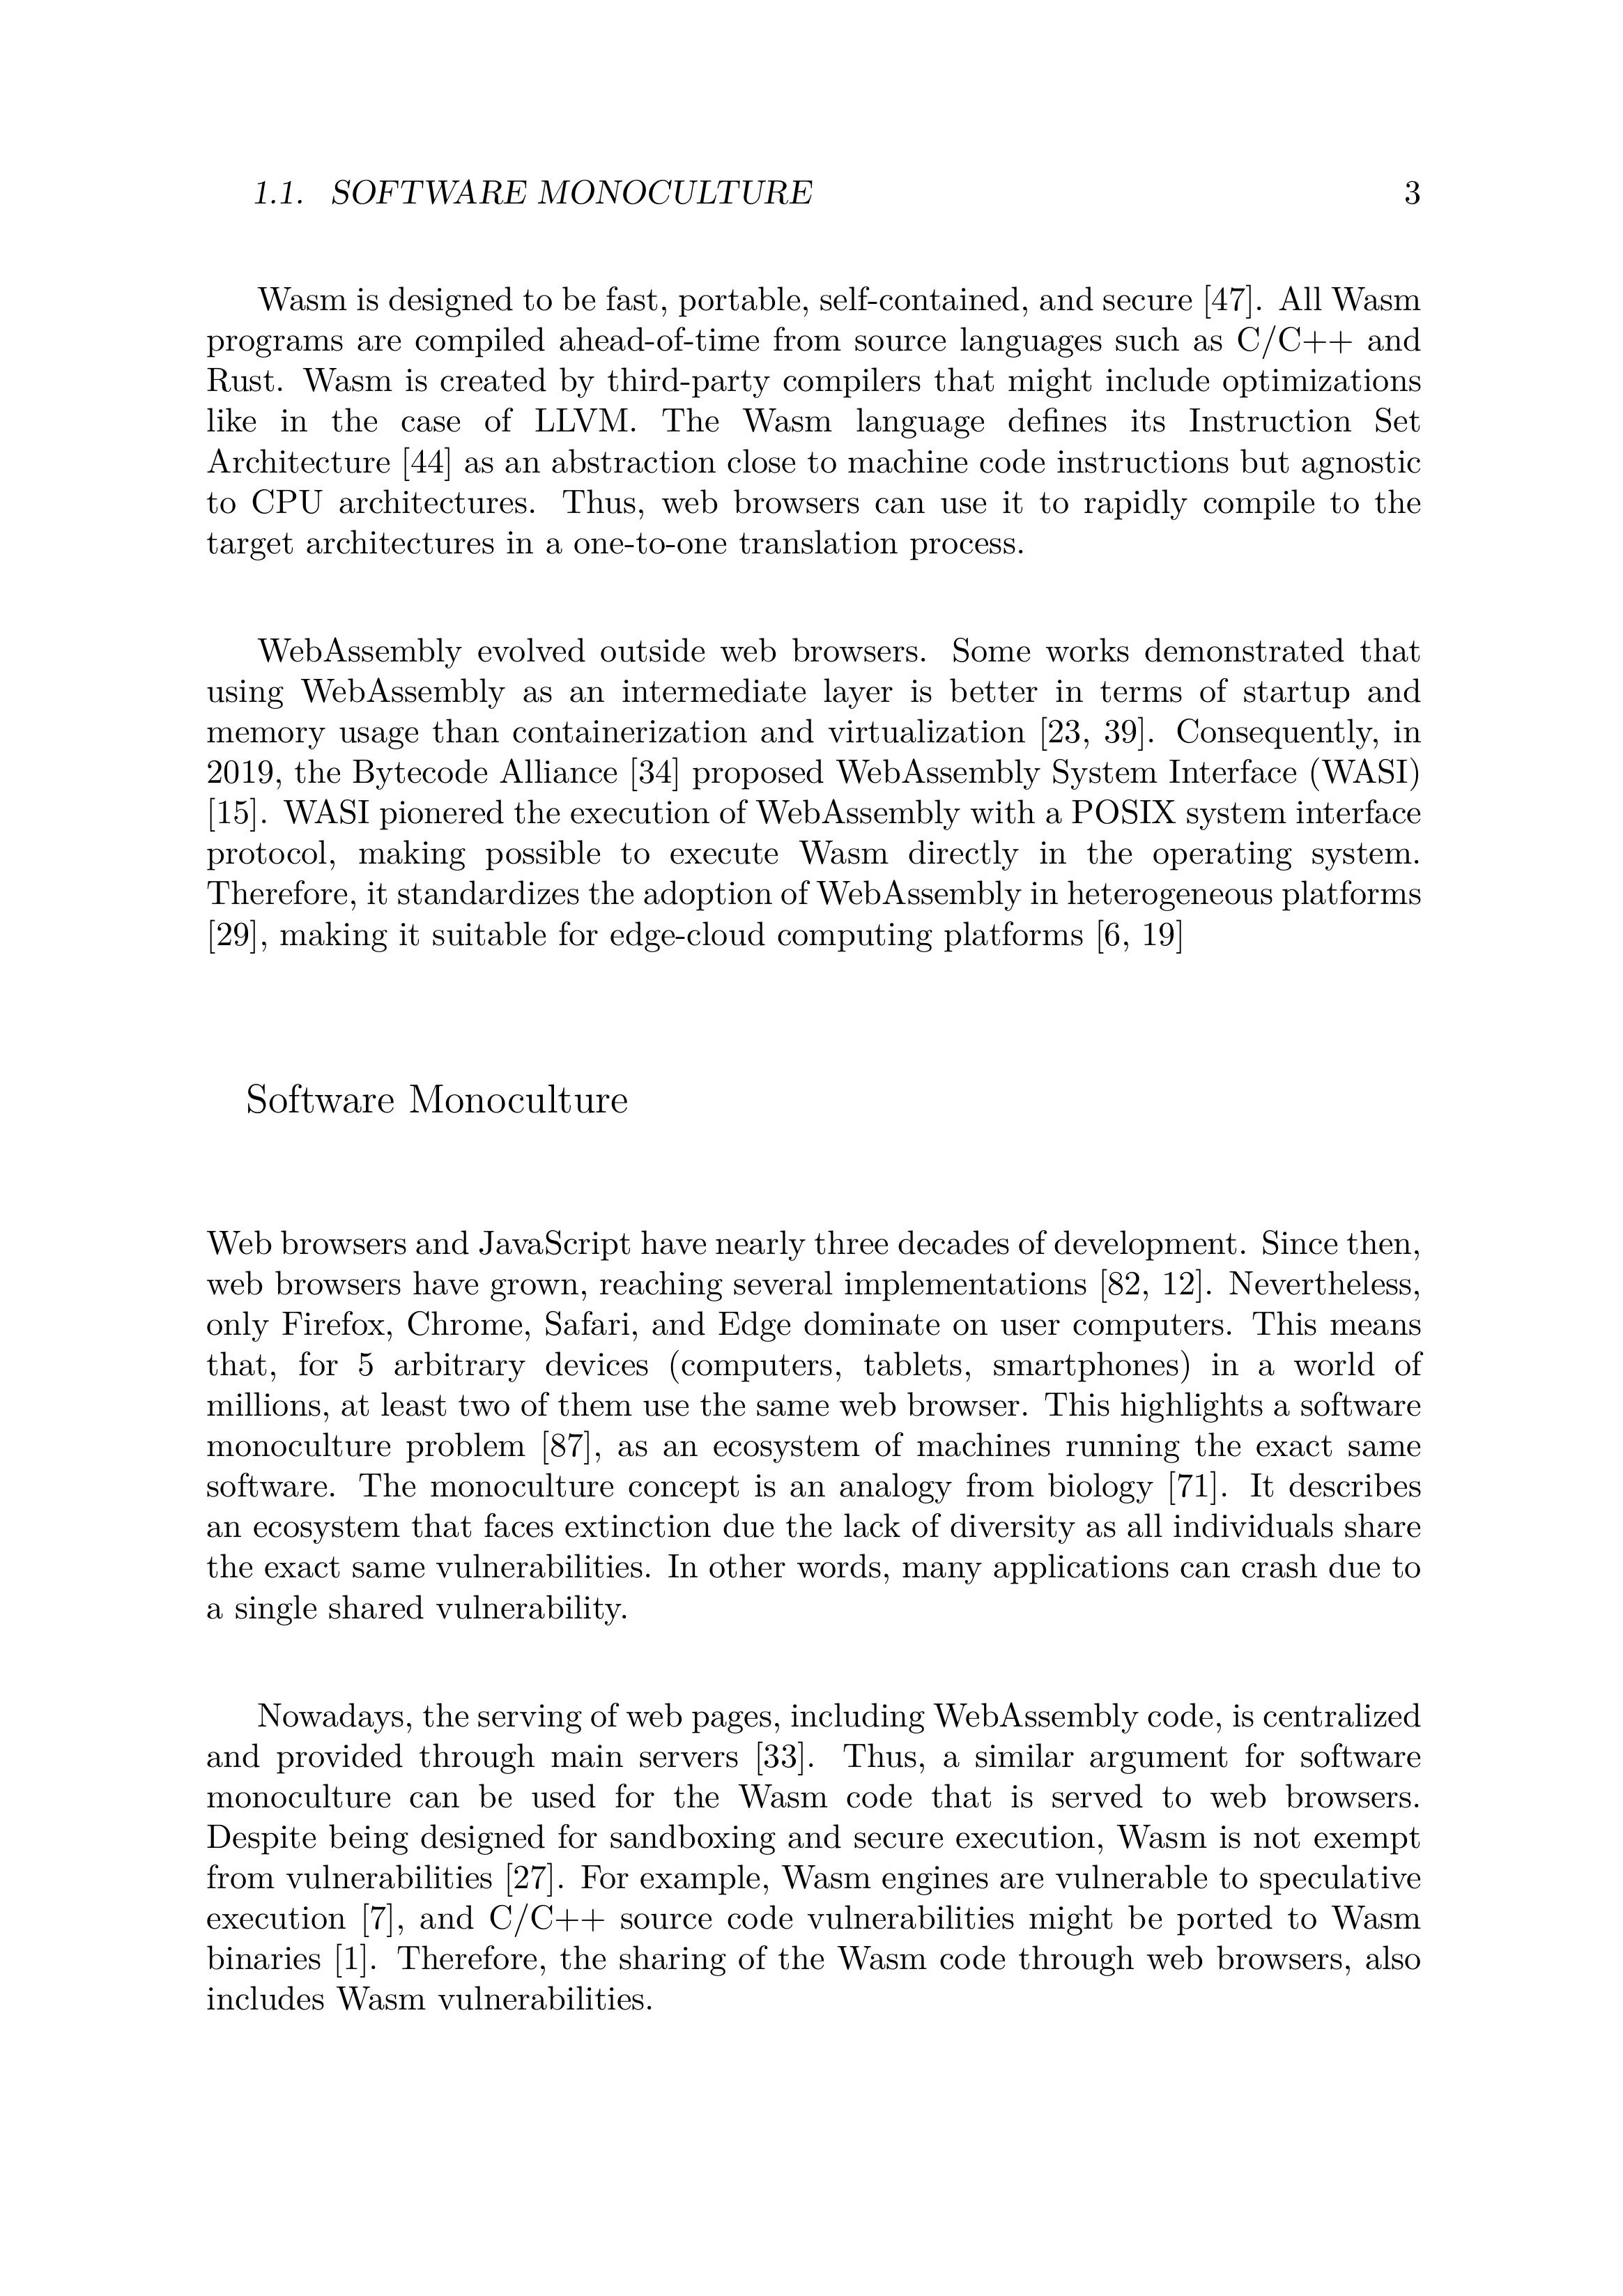 1.1. SOFTWARE MONOCULTURE 3
Wasm is designed to be fast, portable, self-contained, and secure [47]. All Wasm
programs are compiled ahead-of-time from source languages such as C/C++ and
Rust. Wasm is created by third-party compilers that might include optimizations
like in the case of LLVM. The Wasm language defines its Instruction Set
Architecture [44] as an abstraction close to machine code instructions but agnostic
to CPU architectures. Thus, web browsers can use it to rapidly compile to the
target architectures in a one-to-one translation process.
WebAssembly evolved outside web browsers. Some works demonstrated that
using WebAssembly as an intermediate layer is better in terms of startup and
memory usage than containerization and virtualization [23, 39]. Consequently, in
2019, the Bytecode Alliance [34] proposed WebAssembly System Interface (WASI)
[15]. WASI pionered the execution of WebAssembly with a POSIX system interface
protocol, making possible to execute Wasm directly in the operating system.
Therefore, it standardizes the adoption of WebAssembly in heterogeneous platforms
[29], making it suitable for edge-cloud computing platforms [6, 19]
Software Monoculture
Web browsers and JavaScript have nearly three decades of development. Since then,
web browsers have grown, reaching several implementations [82, 12]. Nevertheless,
only Firefox, Chrome, Safari, and Edge dominate on user computers. This means
that, for 5 arbitrary devices (computers, tablets, smartphones) in a world of
millions, at least two of them use the same web browser. This highlights a software
monoculture problem [87], as an ecosystem of machines running the exact same
software. The monoculture concept is an analogy from biology [71]. It describes
an ecosystem that faces extinction due the lack of diversity as all individuals share
the exact same vulnerabilities. In other words, many applications can crash due to
a single shared vulnerability.
Nowadays, the serving of web pages, including WebAssembly code, is centralized
and provided through main servers [33]. Thus, a similar argument for software
monoculture can be used for the Wasm code that is served to web browsers.
Despite being designed for sandboxing and secure execution, Wasm is not exempt
from vulnerabilities [27]. For example, Wasm engines are vulnerable to speculative
execution [7], and C/C++ source code vulnerabilities might be ported to Wasm
binaries [1]. Therefore, the sharing of the Wasm code through web browsers, also
includes Wasm vulnerabilities.